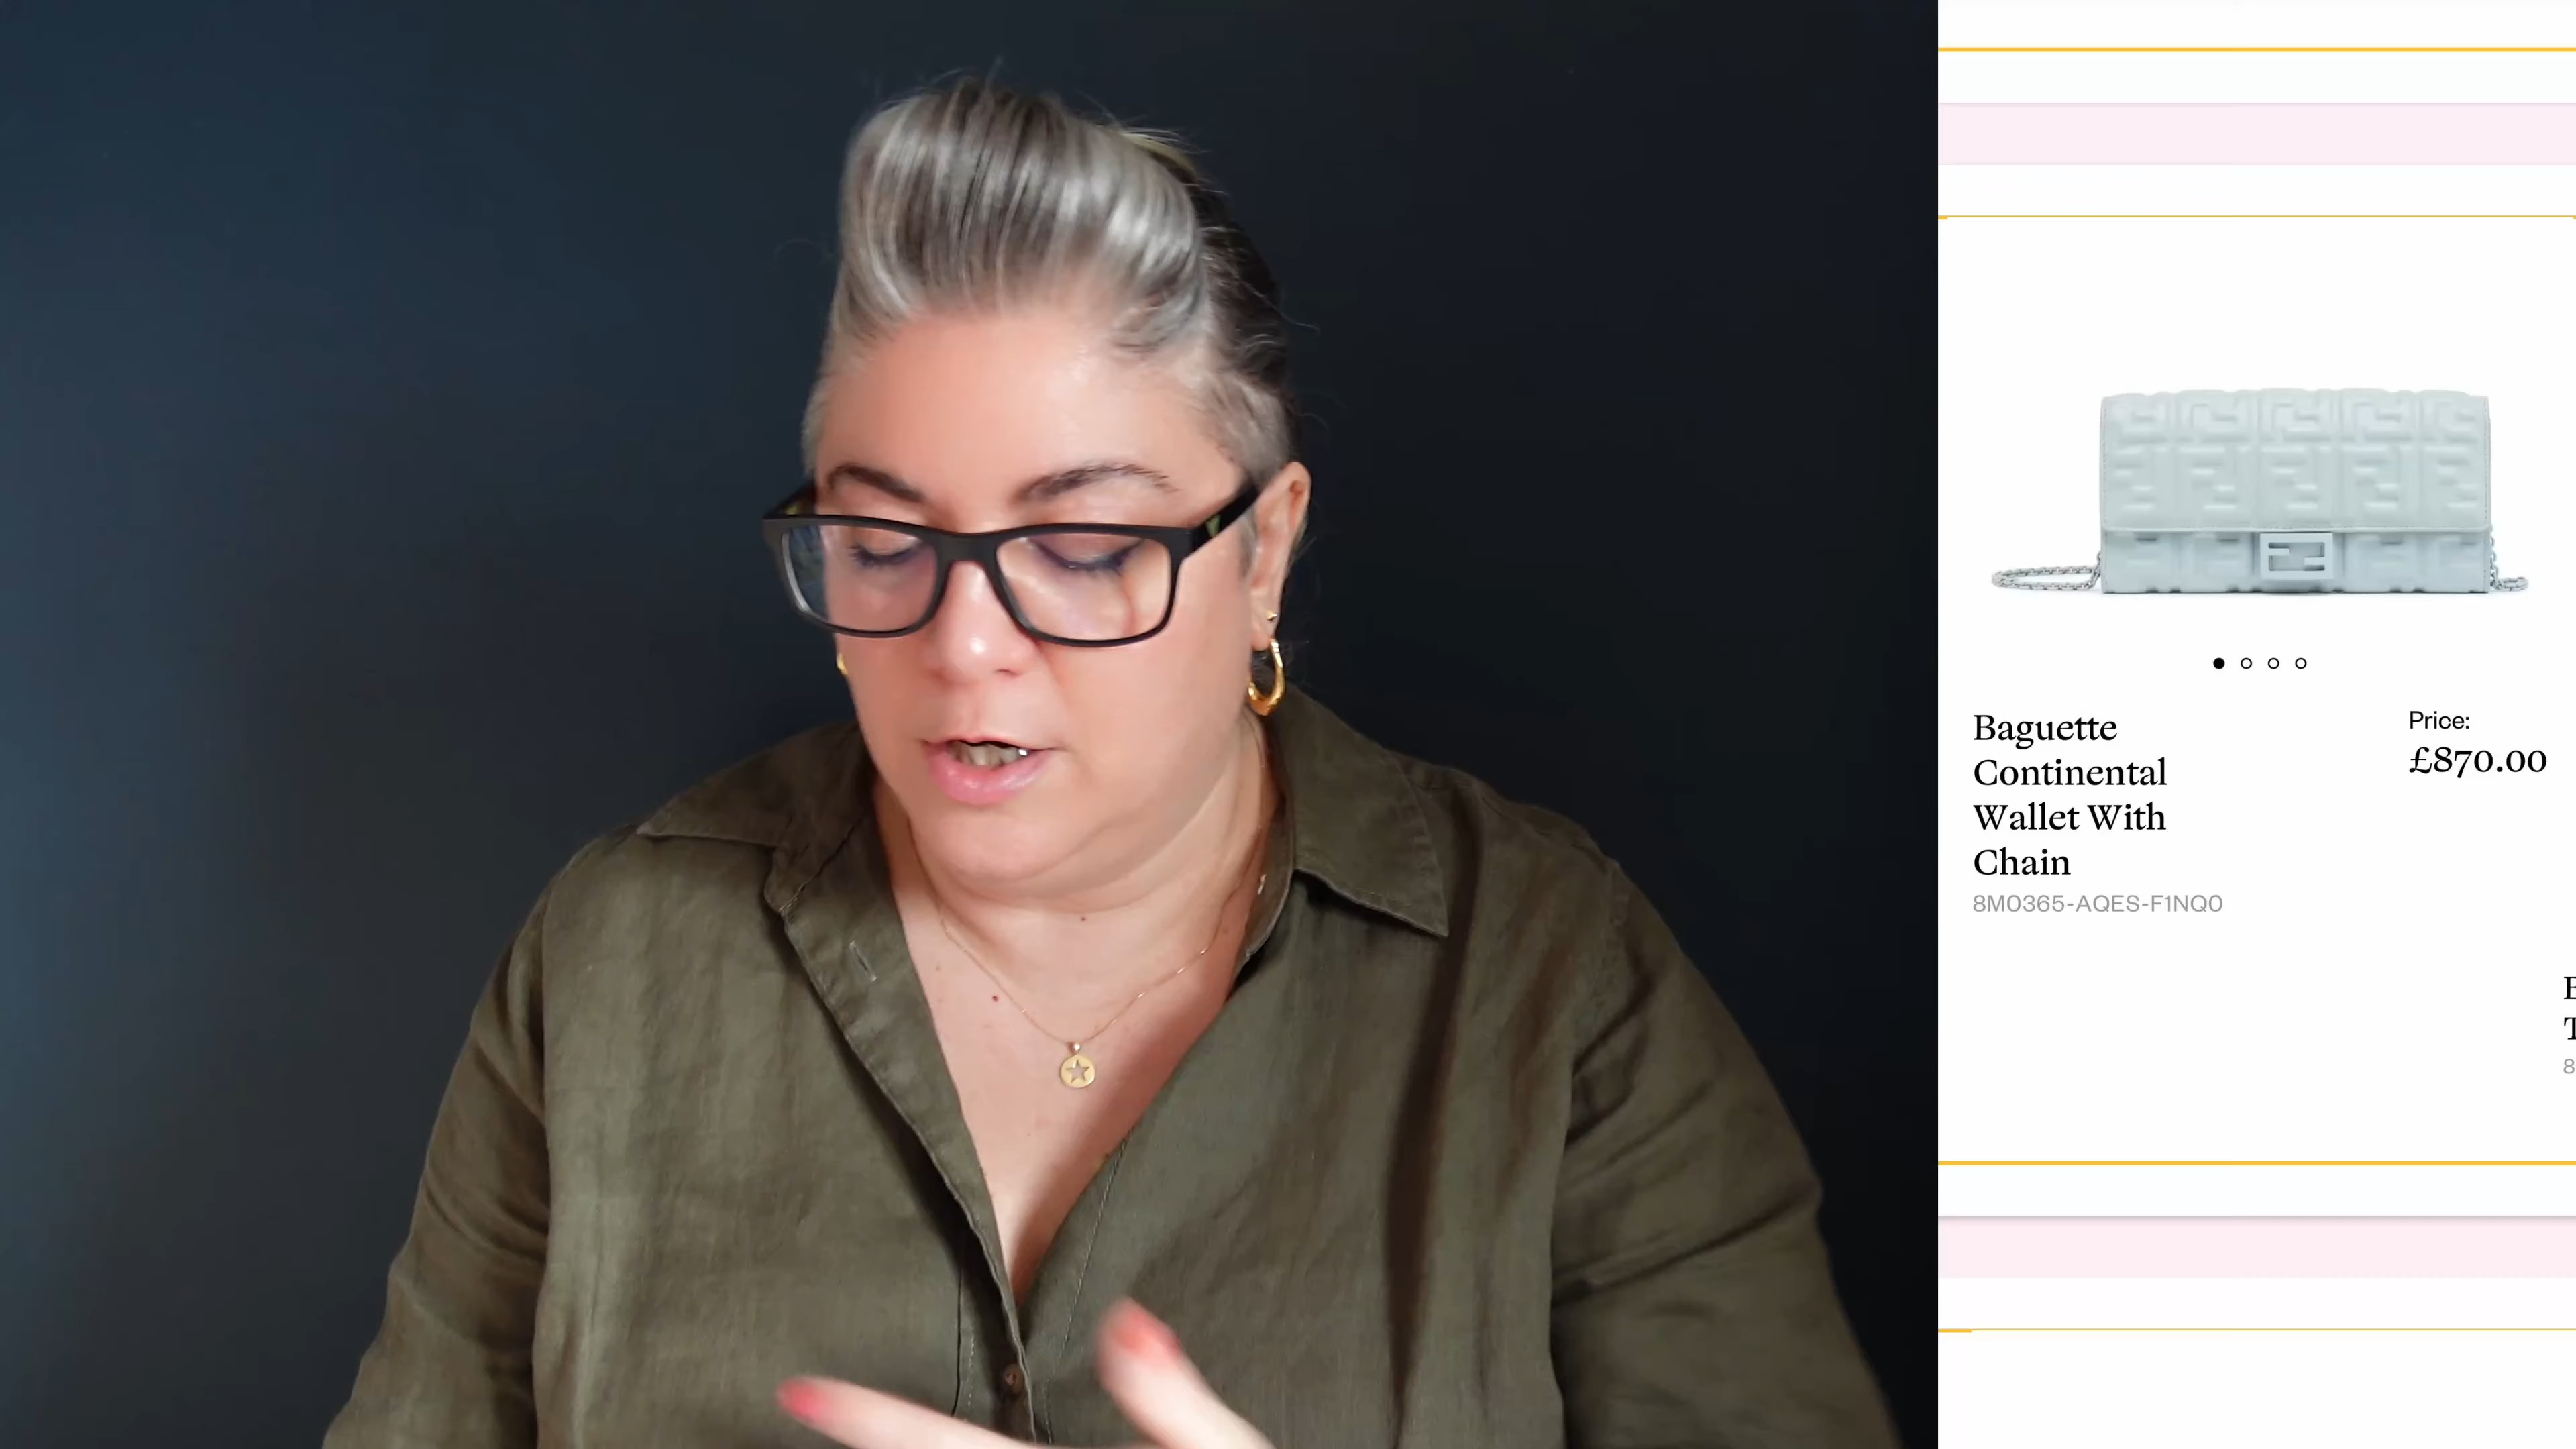 Baguette
Continental
Wallet With
Chain
8M0365-AQES-F1NQ0
Price:
£870.00